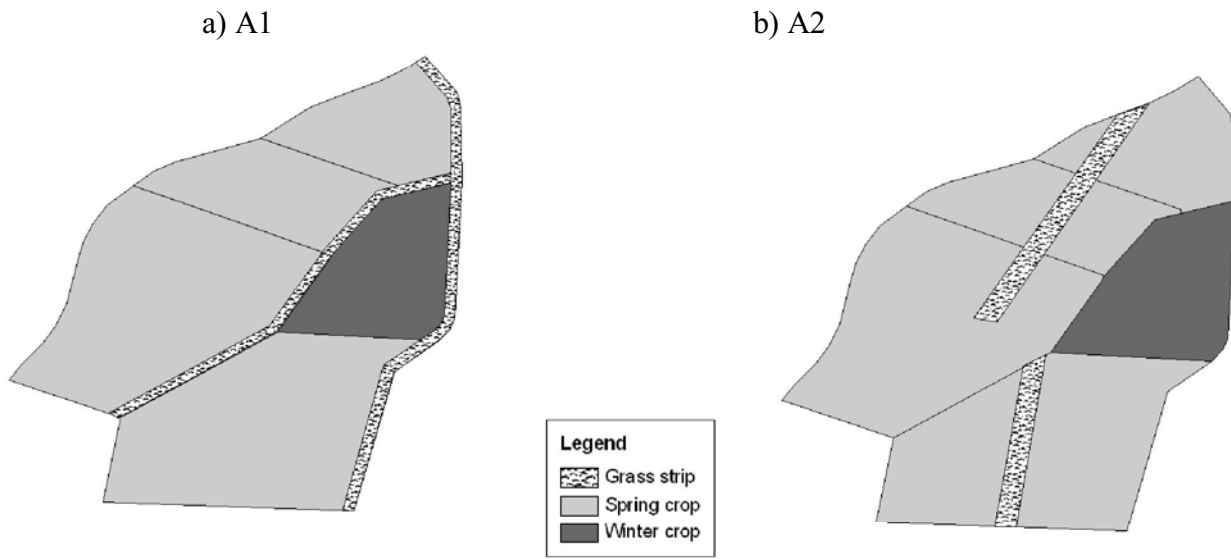 a) A1
b) A2
Legend
Grass strip
Spring crop
Winter crop